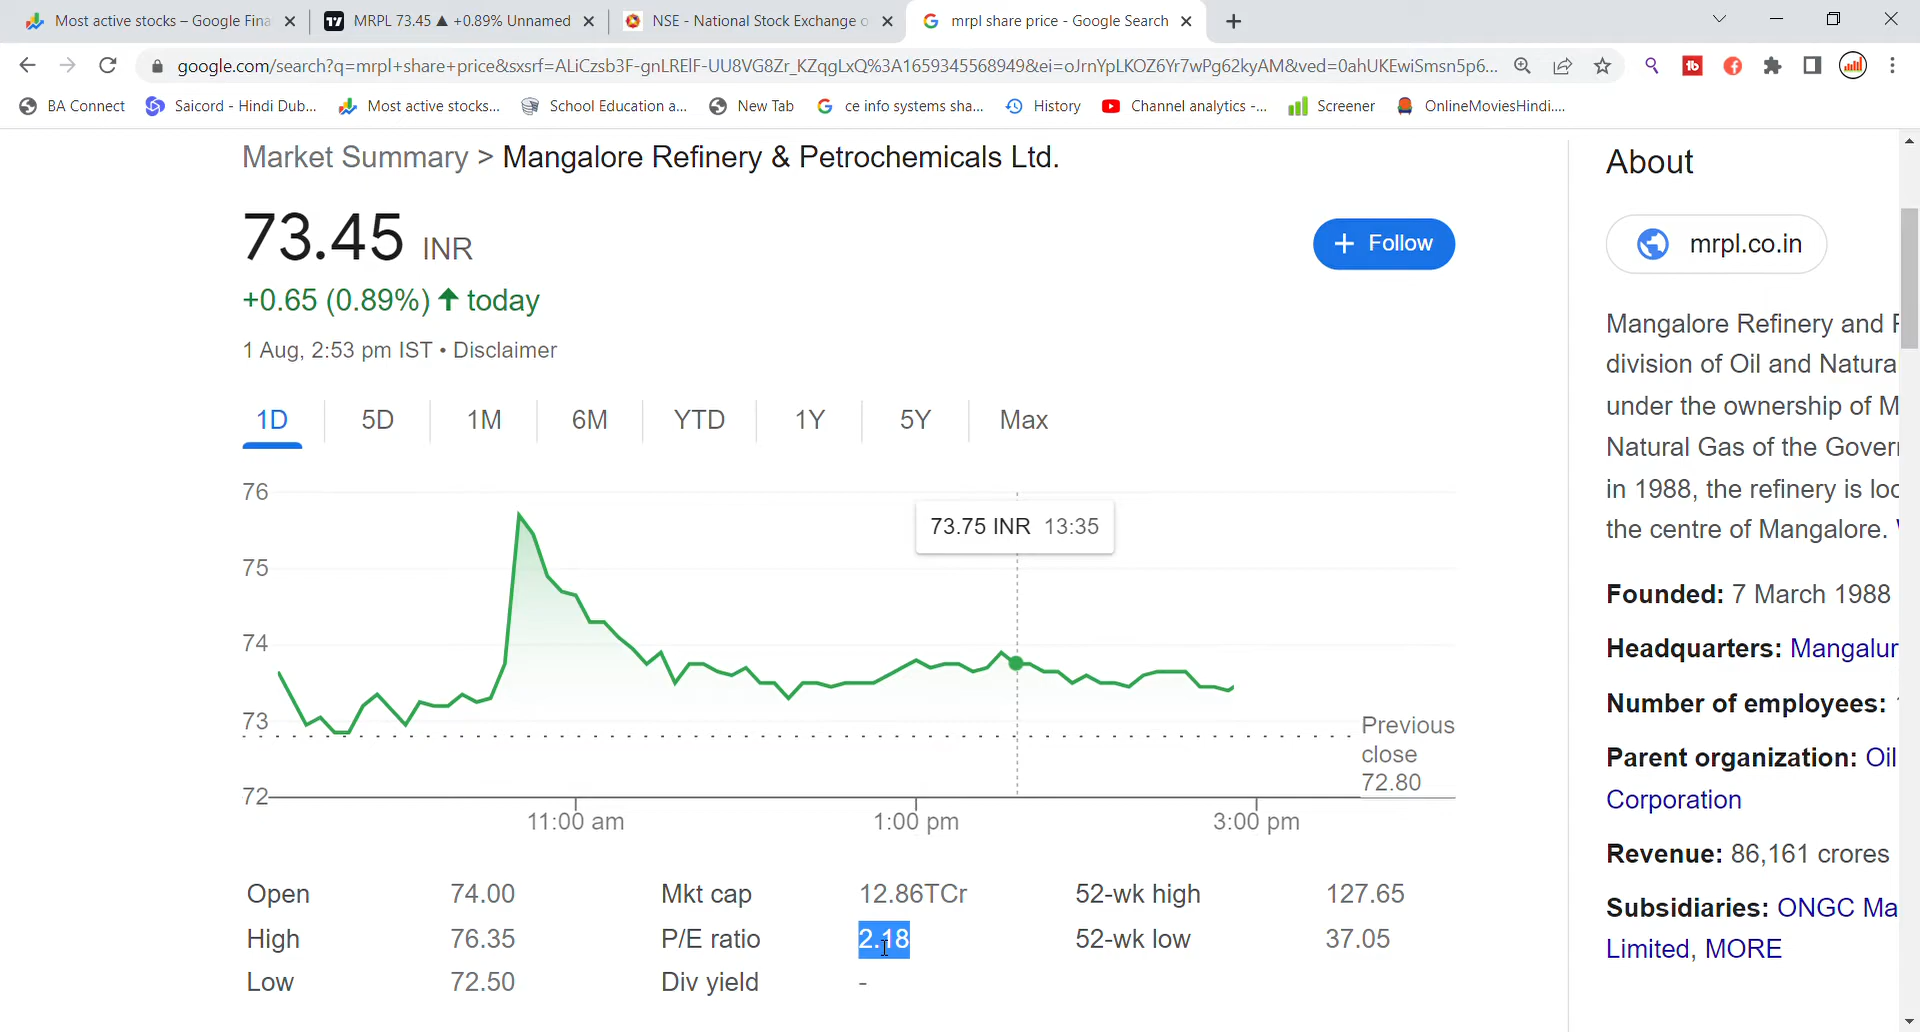 Most active stocks – Google Fina
MRPL 73.45 ▲ +0.89% Unnamed
NSE - National Stock Exchange o
mrpl share price - Google Search
google.com/search?q=mrpl+share+price&sxsrf=ALiCzsb3F-gnLRElF-UU8VG8Zr_KZqgLxQ%3A1659345568949&ei=oJrnYpLKOZ6Yr7wPg62kyAM&ved=0ahUKEwiSmsn5p6...
BA Connect
Saicord - Hindi Dub...
Most active stocks...
School Education a...
New Tab
ce info systems sha...
History
Channel analytics -...
Screener
OnlineMoviesHindi....
Market Summary > Mangalore Refinery & Petrochemicals Ltd.
73.45 INR
+0.65 (0.89%) ↑ today
1 Aug, 2:53 pm IST • Disclaimer
+ Follow
1D 5D 1M 6M YTD 1Y 5Y Max
76
75
74
73
72
73.75 INR 13:35
Previous
close
72.80
11:00 am 1:00 pm 3:00 pm
Open 74.00 Mkt cap 12.86TCr 52-wk high 127.65
High 76.35 P/E ratio 2.18 52-wk low 37.05
Low 72.50 Div yield -
About
mrpl.co.in
Mangalore Refinery and
division of Oil and Natura
under the ownership of M
Natural Gas of the Gover
in 1988, the refinery is loc
the centre of Mangalore.
Founded: 7 March 1988
Headquarters: Mangalur
Number of employees:
Parent organization: Oil
Corporation
Revenue: 86,161 crores
Subsidiaries: ONGC Ma
Limited, MORE